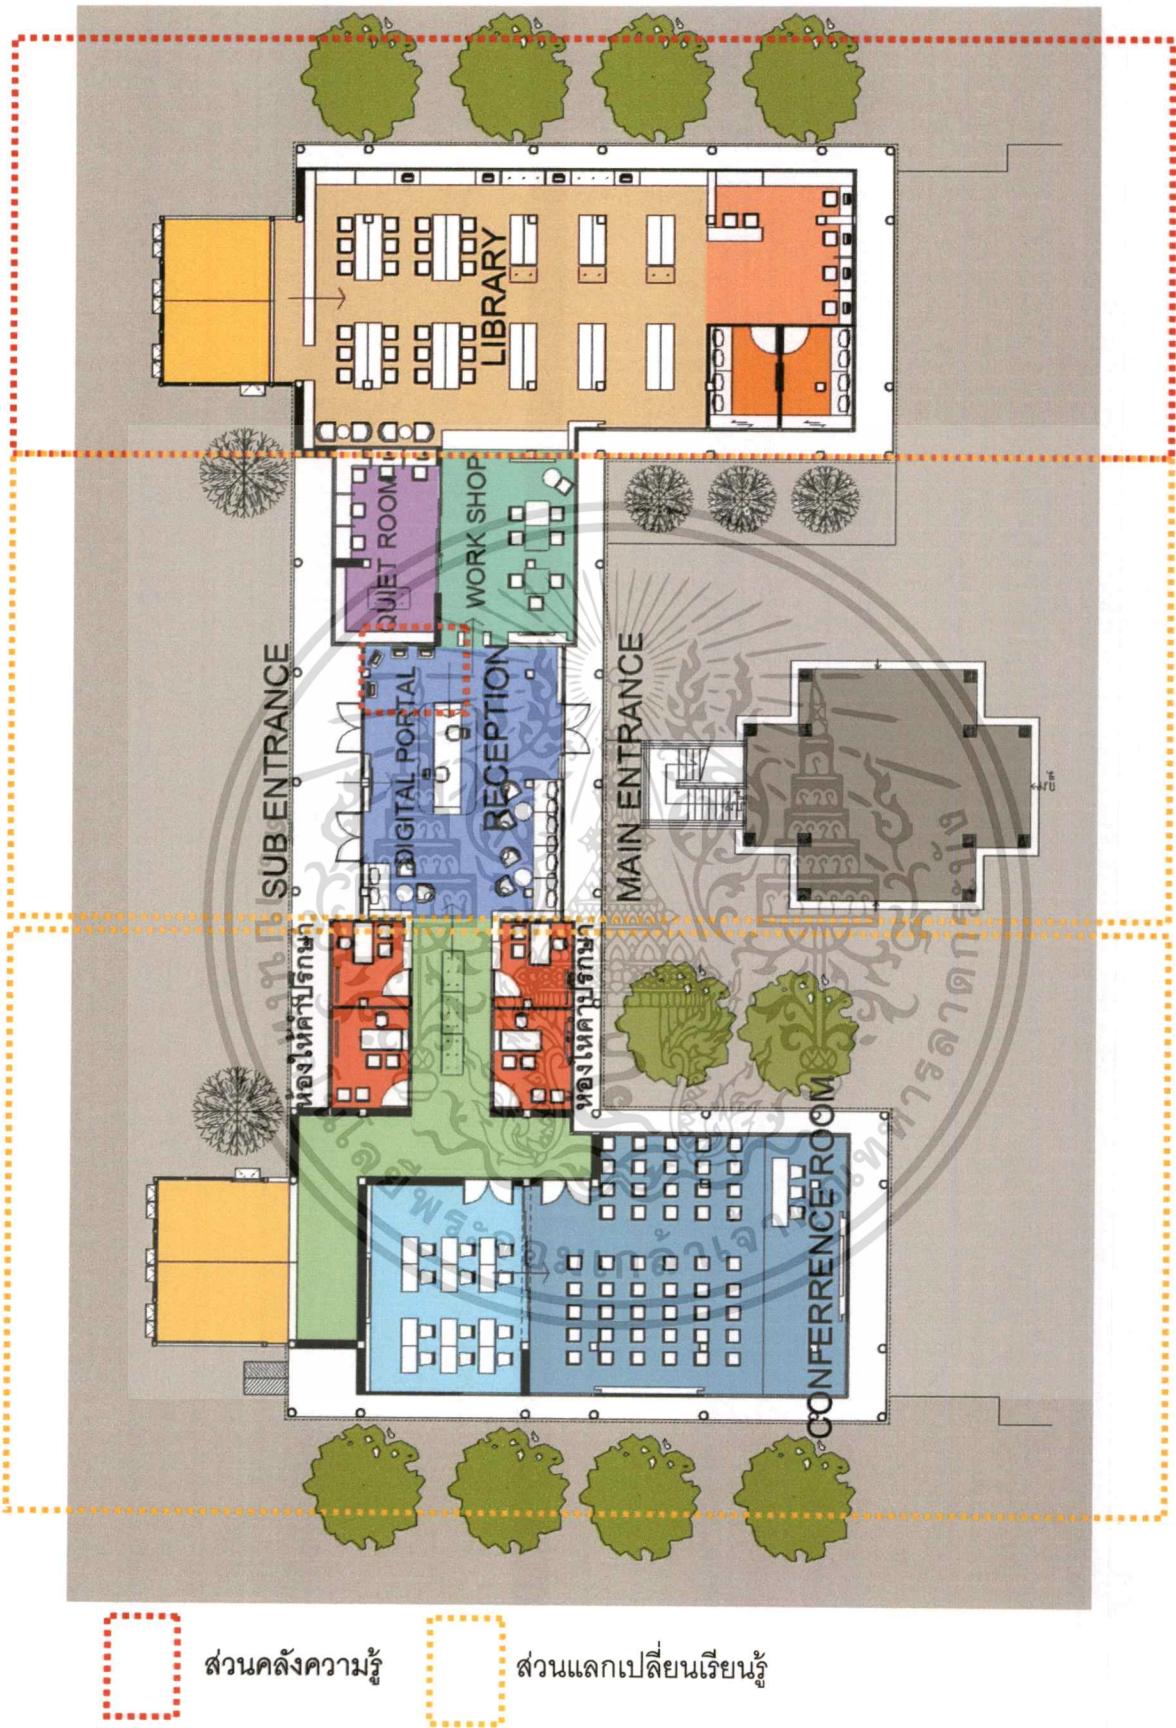 LIBRARY
QUIET ROOM
WORK SHOP
SUB ENTRANCE
DIGITAL PORTAL
RECEPTION
MAIN ENTRANCE
ห้องให้คำปรึกษา
ห้องให้คำปรึกษา
CONFERRENCE ROOM
ส่วนคลังความรู้
ส่วนแลกเปลี่ยนเรียนรู้